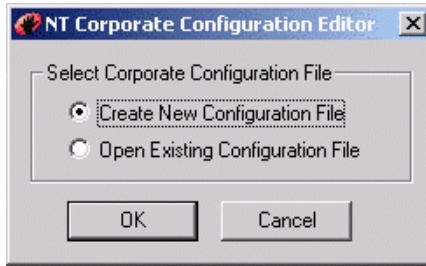 NT Corporate Configuration Editor
Select Corporate Configuration File
Create New Configuration File
Open Existing Configuration File
OK Cancel